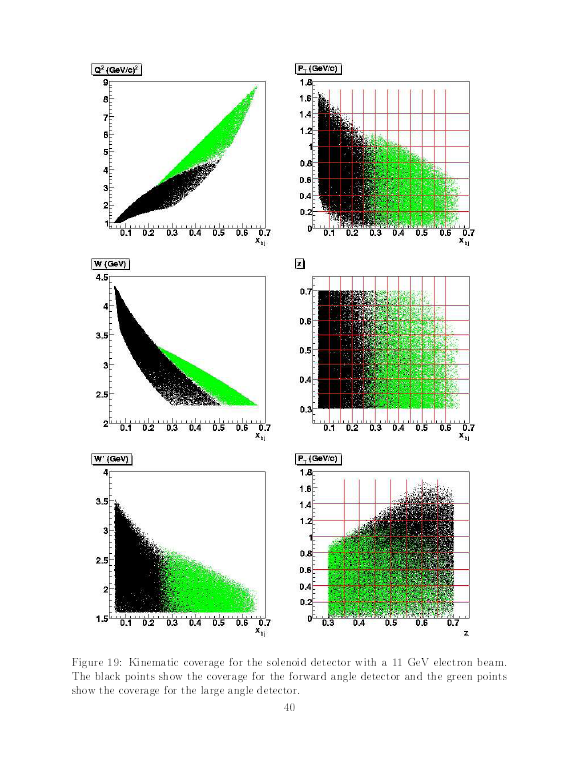 Q² (GeV/c)²
9
8
7
6
5
4
3
2
1
0.1 0.2 0.3 0.4 0.5 0.6 0.7
x_bj
P_T (GeV/c)
1.8
1.6
1.4
1.2
1
0.8
0.6
0.4
0.2
0
0.1 0.2 0.3 0.4 0.5 0.6 0.7
x_bj
W (GeV)
4.5
4
3.5
3
2.5
2
0.1 0.2 0.3 0.4 0.5 0.6 0.7
x_bj
z
0.7
0.6
0.5
0.4
0.3
0.1 0.2 0.3 0.4 0.5 0.6 0.7
x_bj
W' (GeV)
4
3.5
3
2.5
2
1.5
0.1 0.2 0.3 0.4 0.5 0.6 0.7
x_bj
P_T (GeV/c)
1.8
1.6
1.4
1.2
1
0.8
0.6
0.4
0.2
0
0.3 0.4 0.5 0.6 0.7
z
Figure 19: Kinematic coverage for the solenoid detector with a 11 GeV electron beam.
The black points show the coverage for the forward angle detector and the green points
show the coverage for the large angle detector.
40